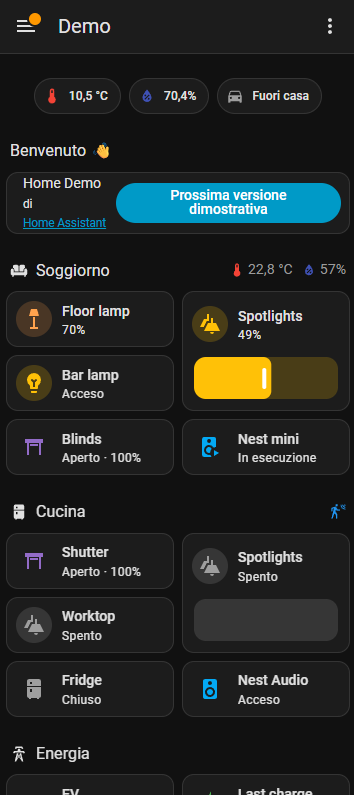 Demo
10,5 °C
70,4%
Fuori casa
Benvenuto 👋
Home Demo
di
Home Assistant
Prossima versione
dimostrativa
Soggiorno
22,8 °C
57%
Floor lamp
70%
Spotlights
49%
Bar lamp
Acceso
Blinds
Aperto · 100%
Nest mini
In esecuzione
Cucina
Shutter
Aperto · 100%
Spotlights
Spento
Worktop
Spento
Fridge
Chiuso
Nest Audio
Acceso
Energia
EV
Last charge